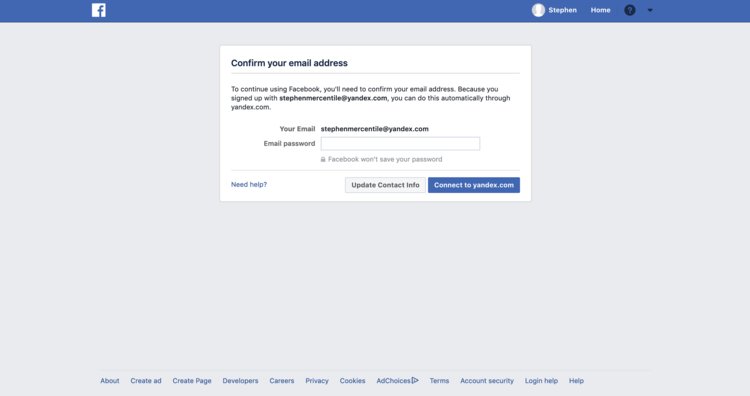 f
Stephen Home ?
Confirm your email address
To continue using Facebook, you'll need to confirm your email address. Because you
signed up with stephenmercentile@yandex.com, you can do this automatically through
yandex.com.
Your Email stephenmercentile@yandex.com
Email password
Facebook won't save your password
Need help? Update Contact Info Connect to yandex.com
About Create ad Create Page Developers Careers Privacy Cookies AdChoices Terms Account security Login help Help